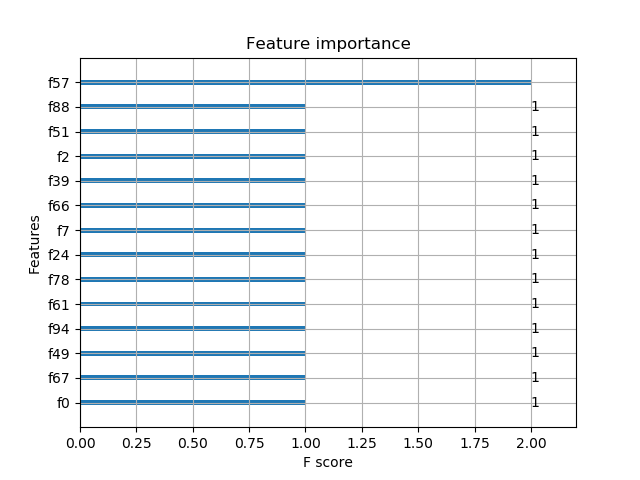 Feature importance
Features
f57
f88 1
f51 1
f2 1
f39 1
f66 1
f7 1
f24 1
f78 1
f61 1
f94 1
f49 1
f67 1
f0 1
0.00 0.25 0.50 0.75 1.00 1.25 1.50 1.75 2.00
F score